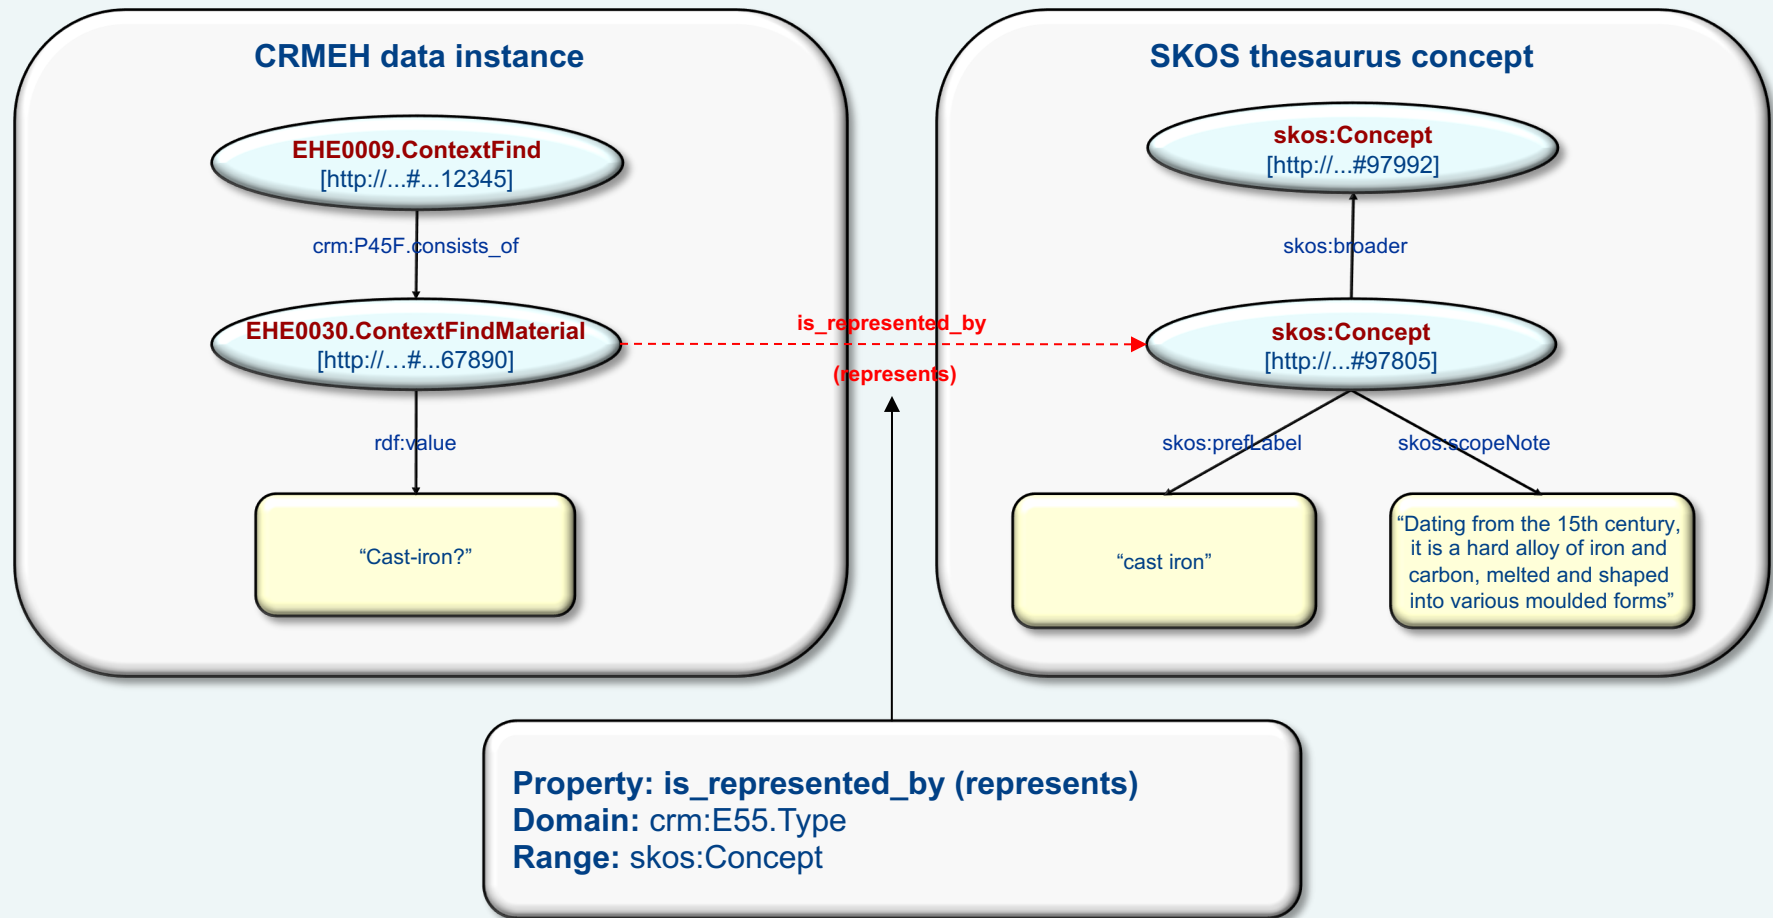 CRMEH data instance
EHE0009.ContextFind
[http://...#...12345]
crm:P45F.consists_of
EHE0030.ContextFindMaterial
[http://...#...67890]
rdf:value
“Cast-iron?”
is_represented_by
(represents)
SKOS thesaurus concept
skos:Concept
[http://...#97992]
skos:broader
skos:Concept
[http://...#97805]
skos:prefLabel
skos:scopeNote
“cast iron”
“Dating from the 15th century,
it is a hard alloy of iron and
carbon, melted and shaped
into various moulded forms”
Property: is_represented_by (represents)
Domain: crm:E55.Type
Range: skos:Concept